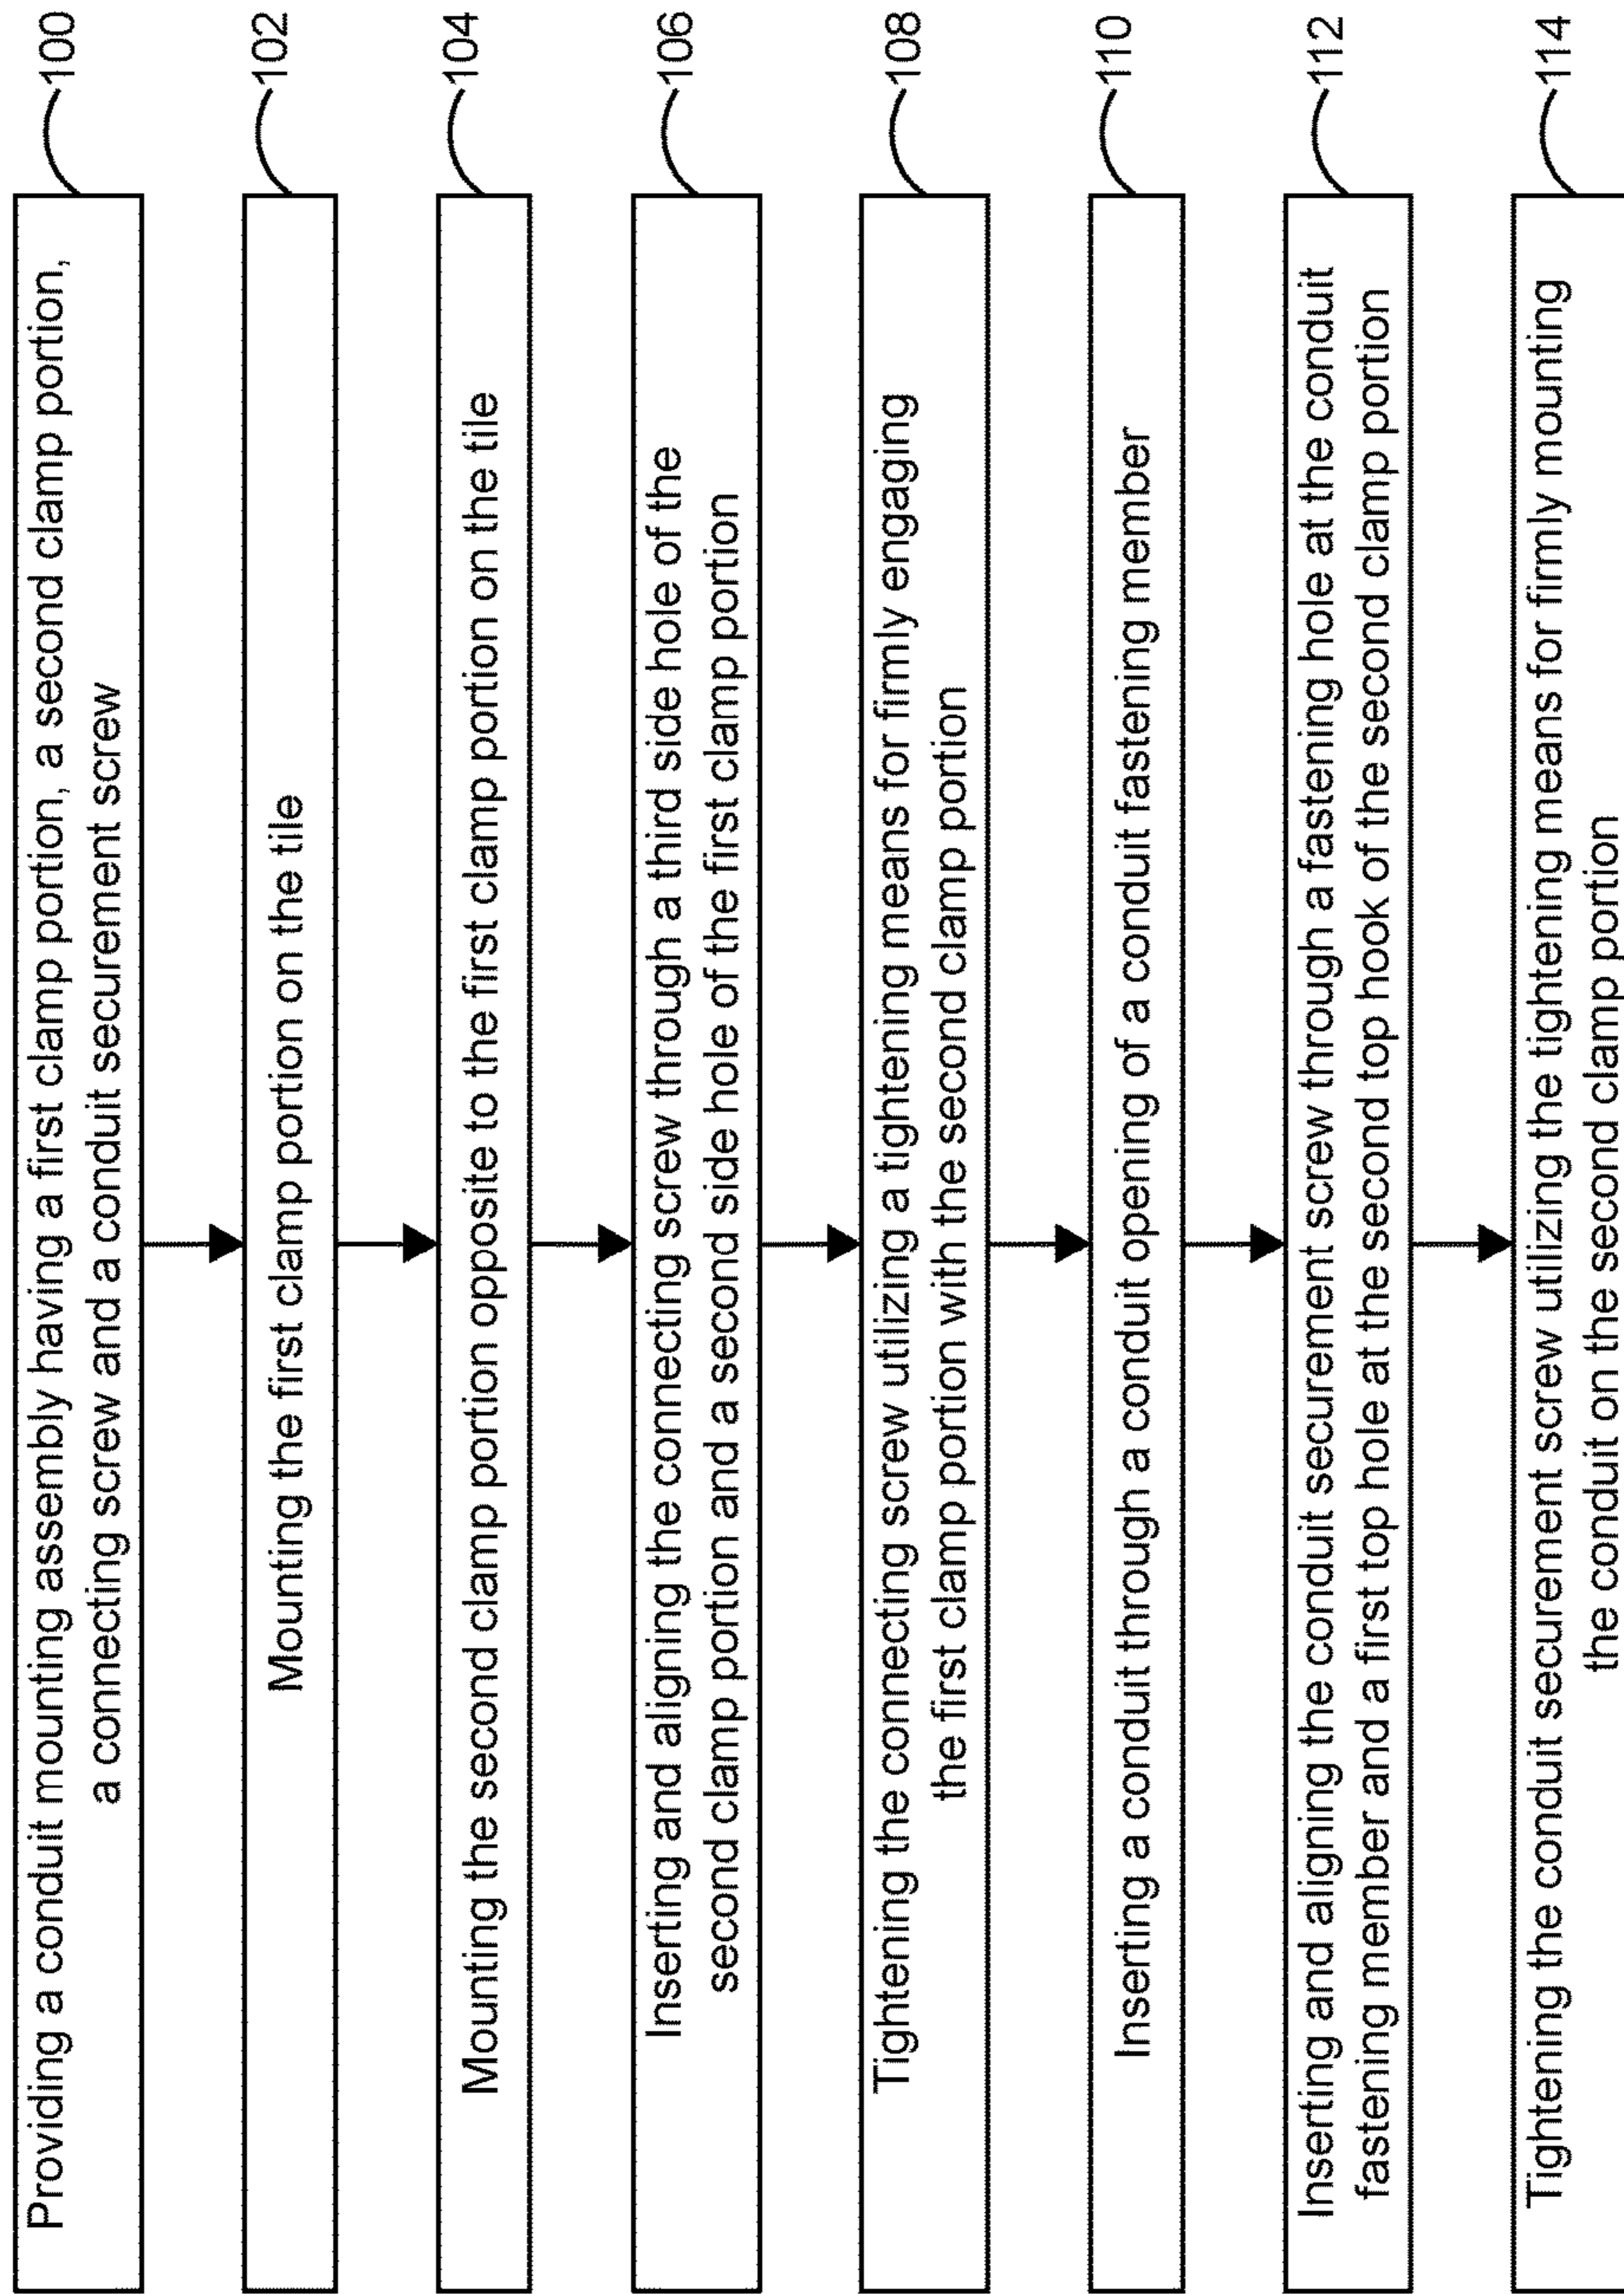 Providing a conduit mounting assembly having a first clamp portion, a second clamp portion,
a connecting screw and a conduit securement screw
100
Mounting the first clamp portion on the tile
102
Mounting the second clamp portion opposite to the first clamp portion on the tile
104
Inserting and aligning the connecting screw through a third side hole of the
second clamp portion and a second side hole of the first clamp portion
106
Tightening the connecting screw utilizing a tightening means for firmly engaging
the first clamp portion with the second clamp portion
108
Inserting a conduit through a conduit opening of a conduit fastening member
110
Inserting and aligning the conduit securement screw through a fastening hole at the conduit
fastening member and a first top hole at the second top hook of the second clamp portion
112
Tightening the conduit securement screw utilizing the tightening means for firmly mounting
the conduit on the second clamp portion
114